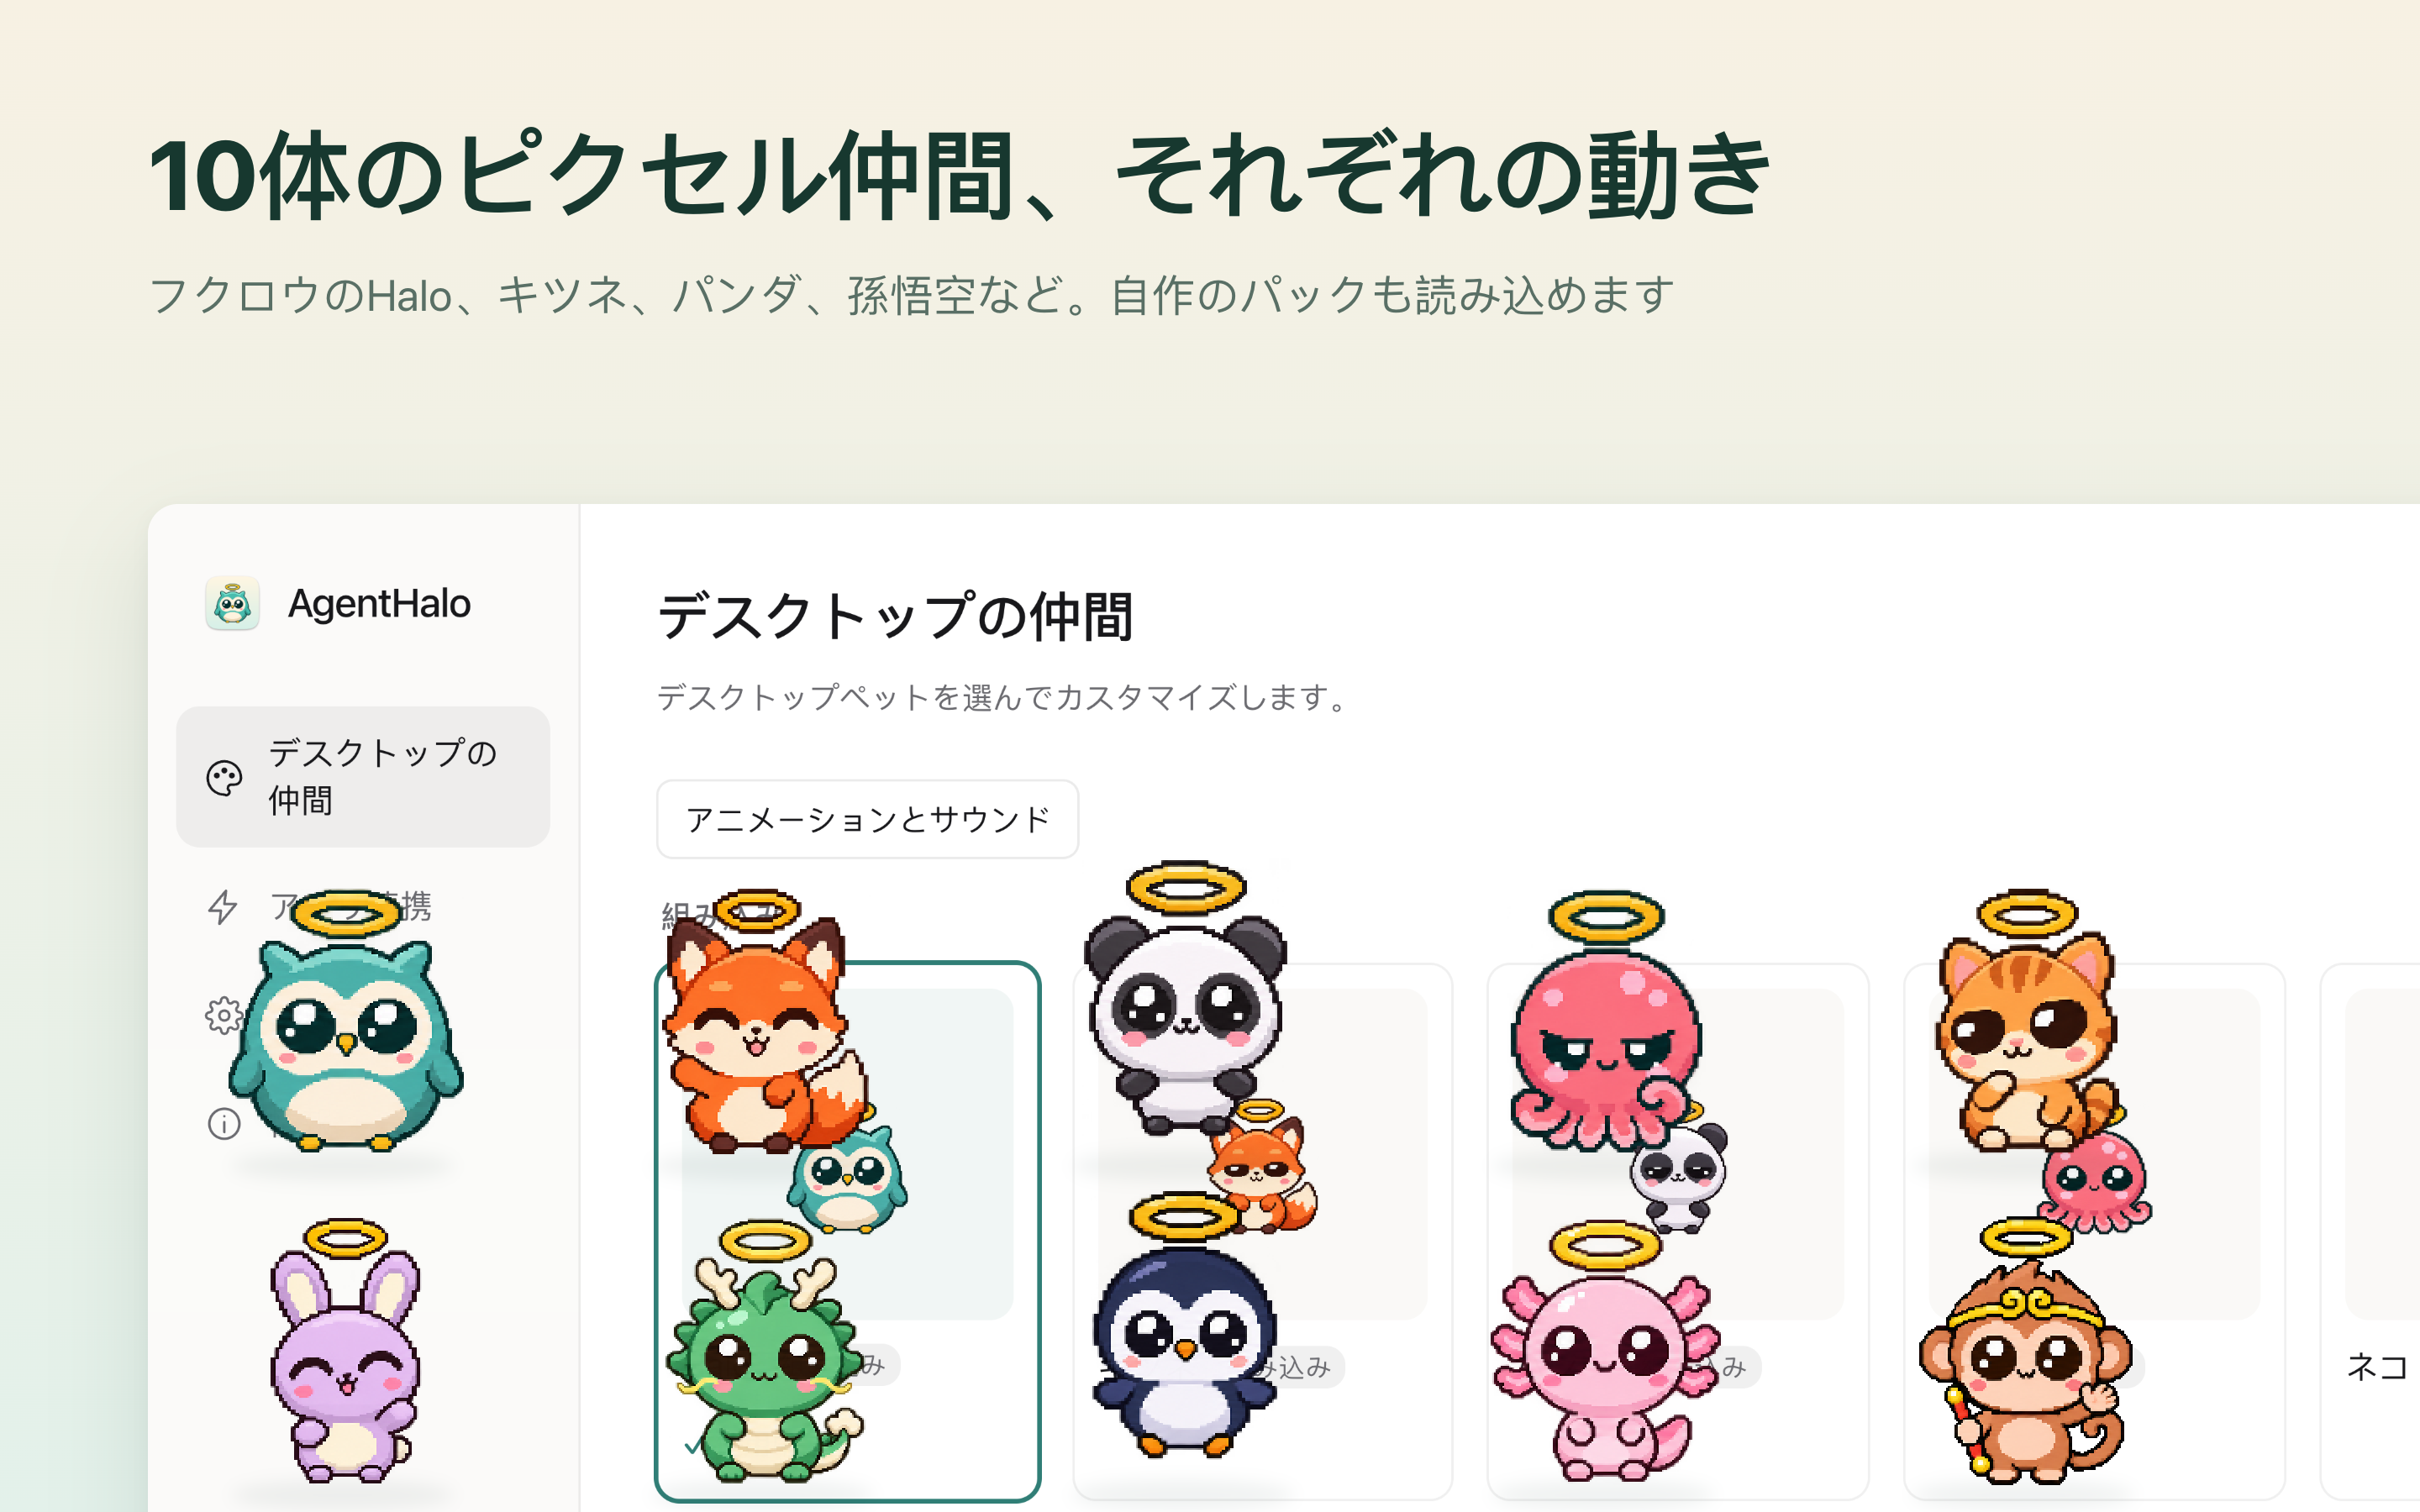 10体のピクセル仲間、それぞれの動き
フクロウのHalo、キツネ、パンダ、孫悟空など。自作のパックも読み込めます
AgentHalo
デスクトップの
仲間
デスクトップの仲間
デスクトップペットを選んでカスタマイズします。
アニメーションとサウンド
ネコ